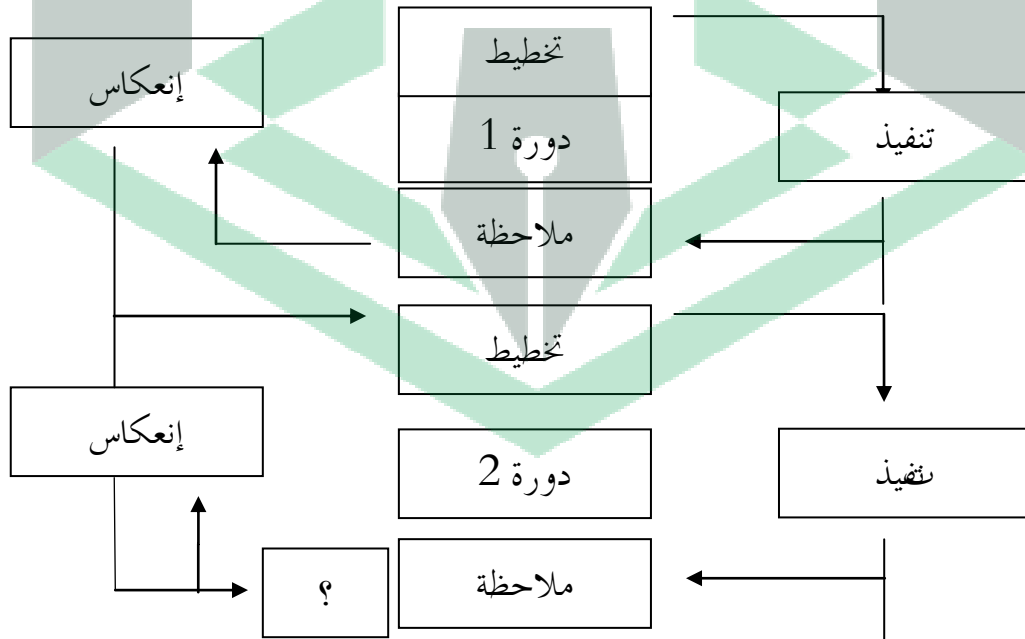 تخطيط
إنعكاس
دورة 1
تنفيذ
ملاحظة
تخطيط
إنعكاس
دورة 2
تنفيذ
ملاحظة
؟